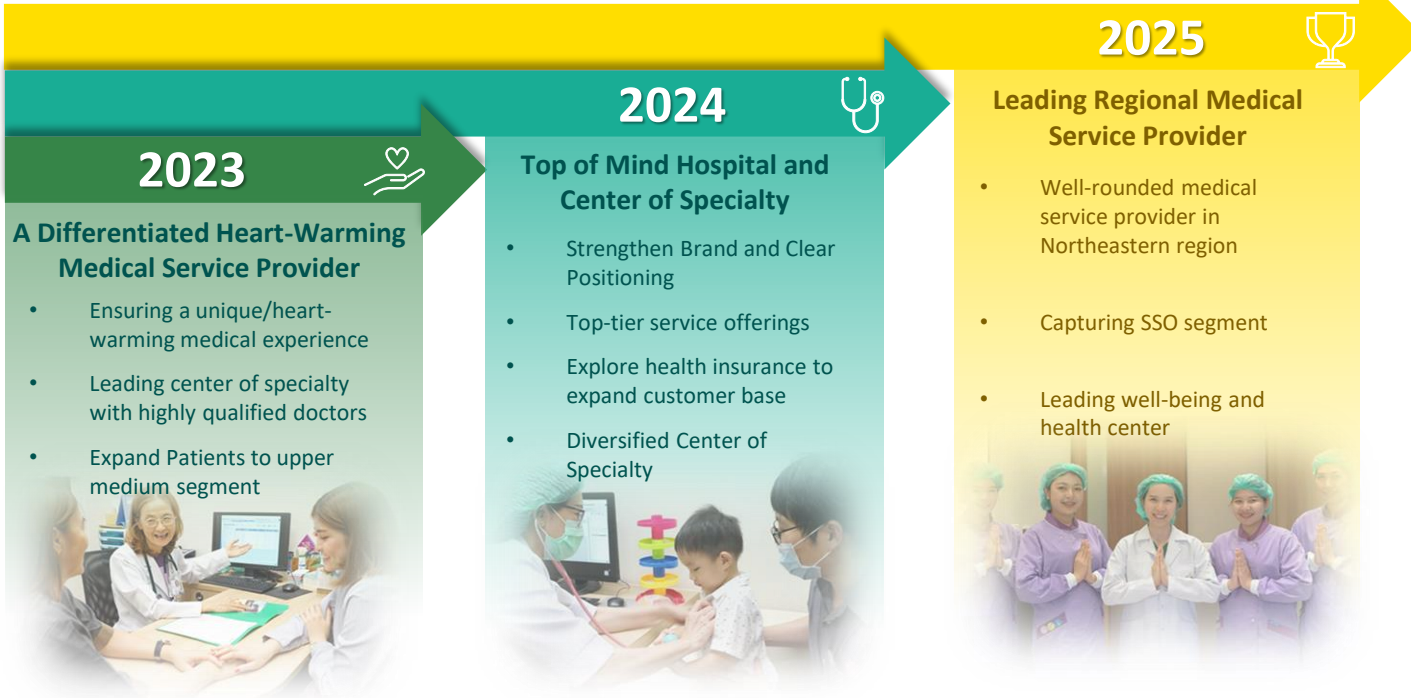 2023
A Differentiated Heart-Warming
Medical Service Provider
• Ensuring a unique/heart-
warming medical experience
• Leading center of specialty
with highly qualified doctors
• Expand Patients to upper
medium segment
2024
Top of Mind Hospital and
Center of Specialty
• Strengthen Brand and Clear
Positioning
• Top-tier service offerings
• Explore health insurance to
expand customer base
• Diversified Center of
Specialty
2025
Leading Regional Medical
Service Provider
• Well-rounded medical
service provider in
Northeastern region
• Capturing SSO segment
• Leading well-being and
health center